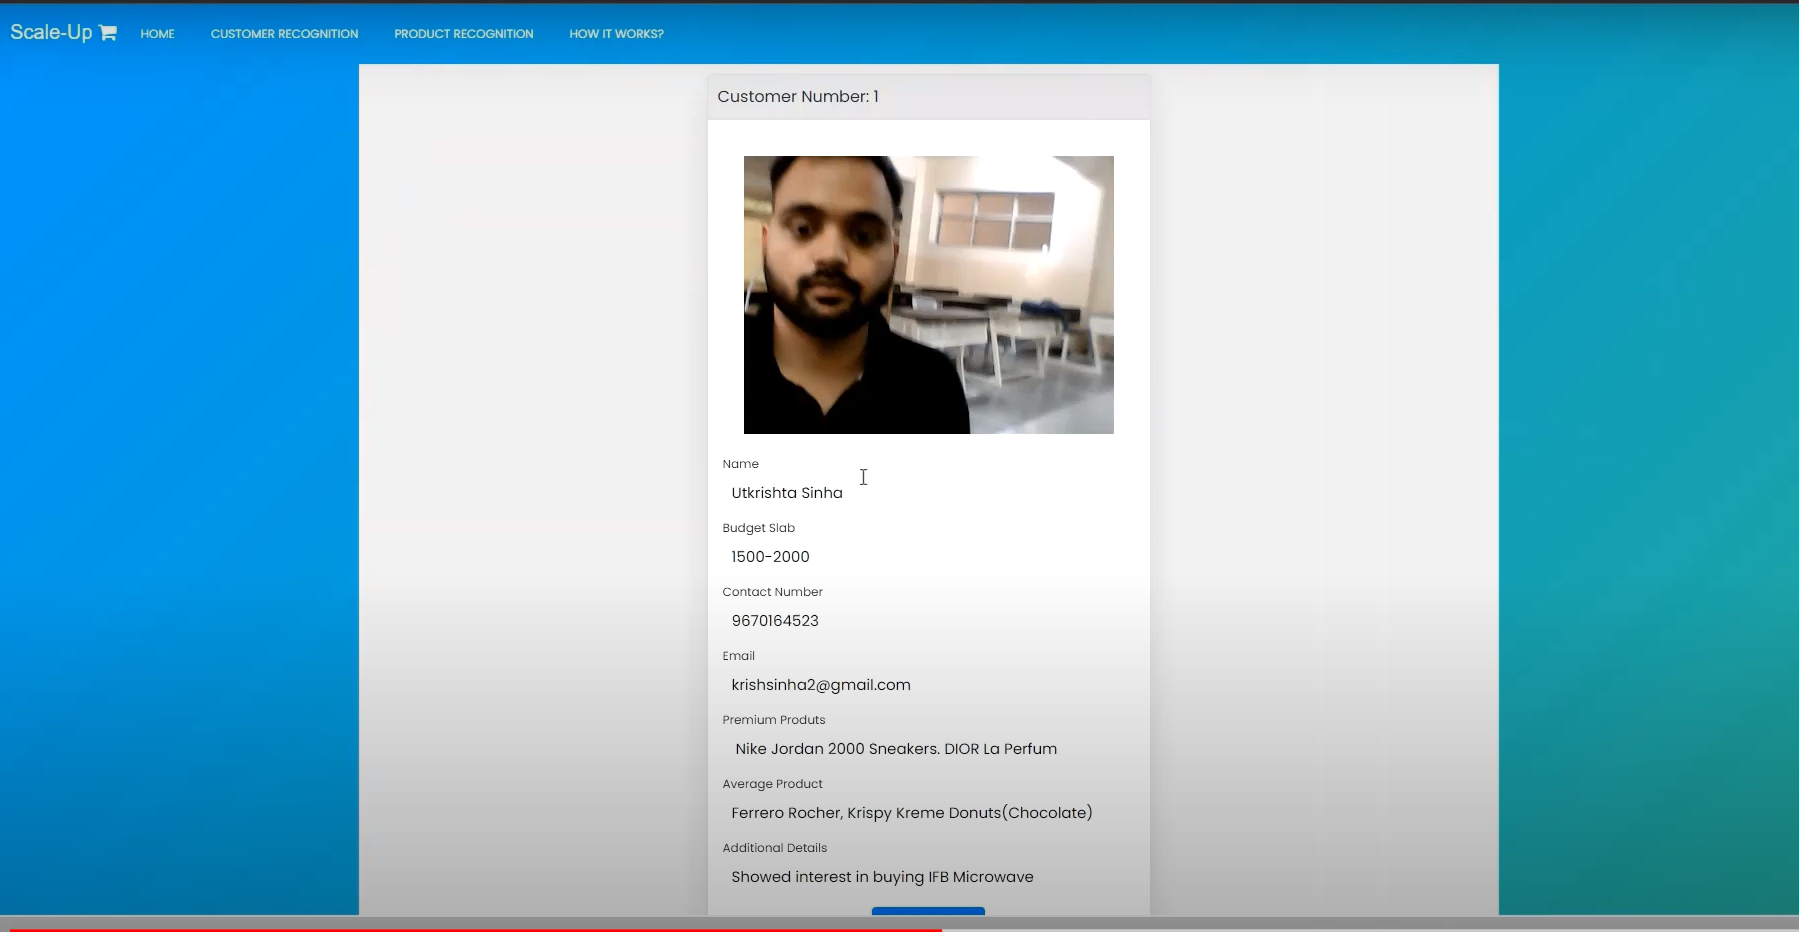 Scale-Up HOME CUSTOMER RECOGNITION PRODUCT RECOGNITION HOW IT WORKS?
Customer Number: 1
Name
Utkrishta Sinha
Budget Slab
1500-2000
Contact Number
9670164523
Email
krishsinha2@gmail.com
Premium Produts
Nike Jordan 2000 Sneakers. DIOR La Perfum
Average Product
Ferrero Rocher, Krispy Kreme Donuts(Chocolate)
Additional Details
Showed interest in buying IFB Microwave